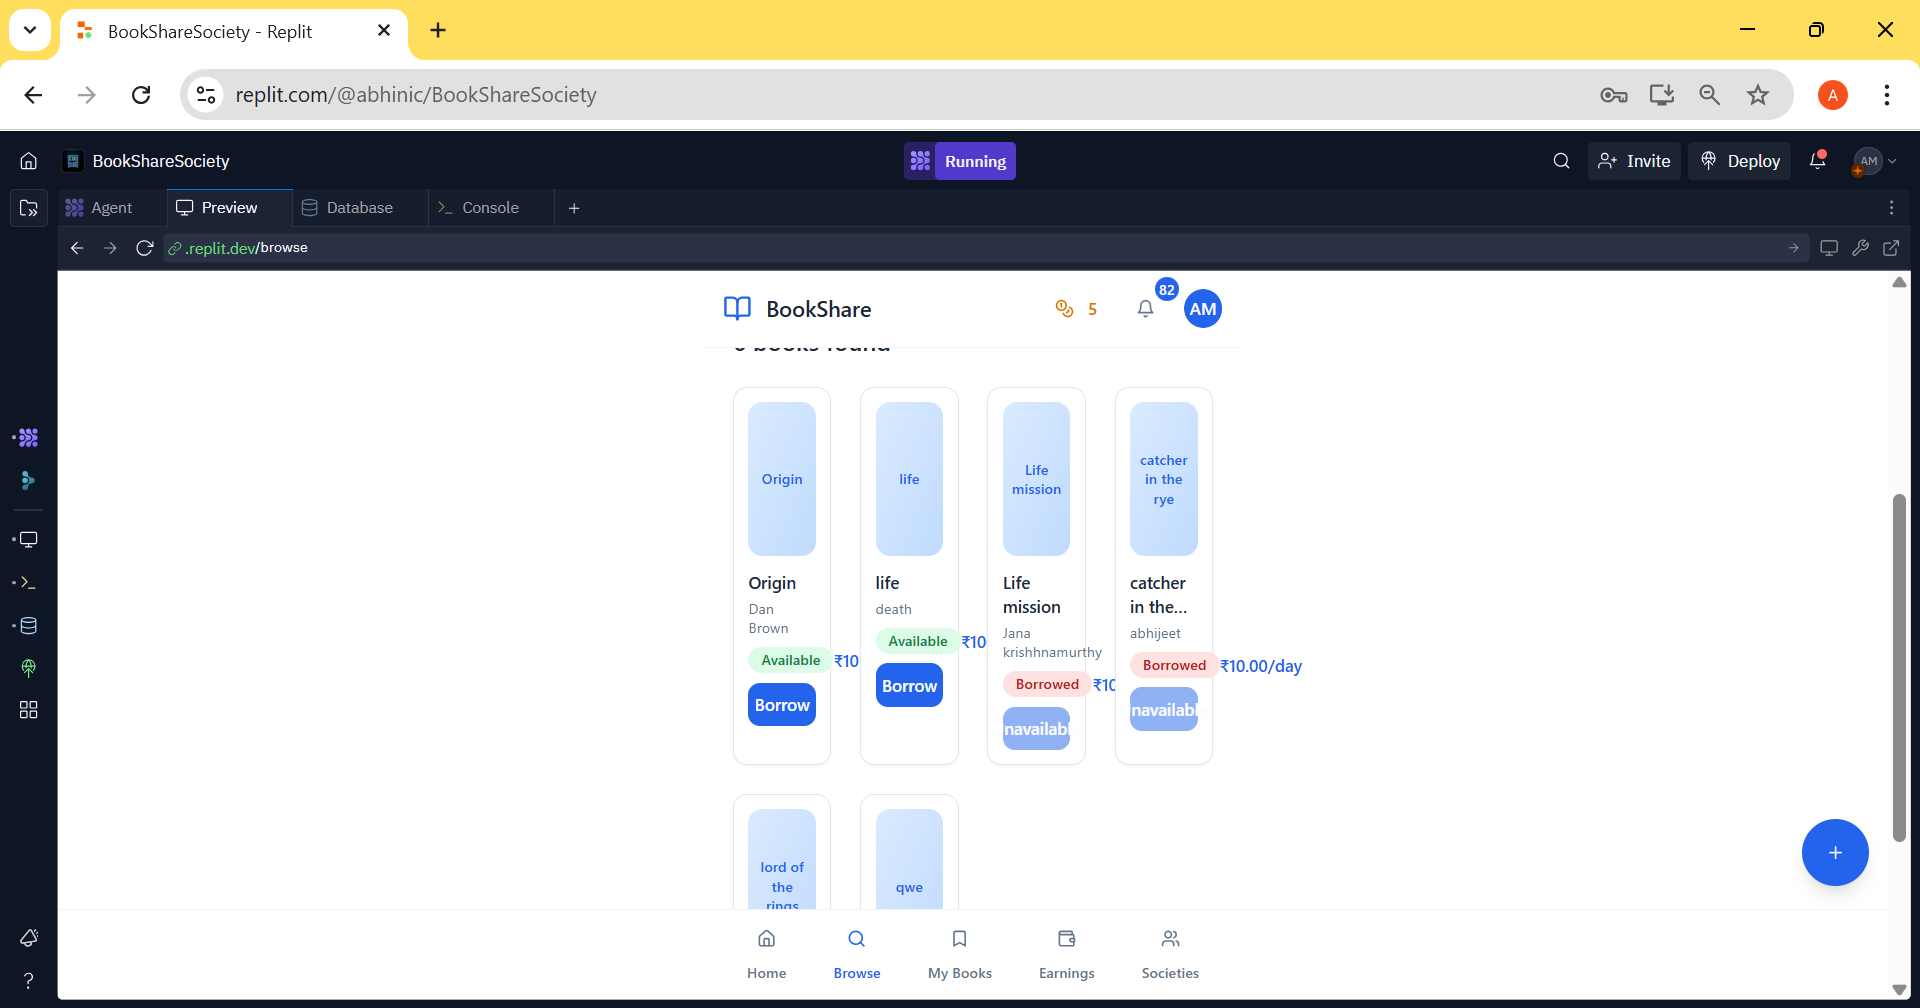 BookShareSociety - Replit
replit.com/@abhinic/BookShareSociety
A
BookShareSociety
Running
Invite
Deploy
AM
Agent
Preview
Database
Console
.replit.dev/browse
BookShare
5
82
AM
books found
Origin
life
Life
mission
catcher
in the
rye
Origin
Dan
Brown
Available
₹10
Borrow
life
death
Available
₹10
Borrow
Life
mission
Jana
krishhnamurthy
Borrowed
₹10
navailab
catcher
in the...
abhijeet
Borrowed
₹10.00/day
navailab
lord of
the
rings
qwe
Home
Browse
My Books
Earnings
Societies
?